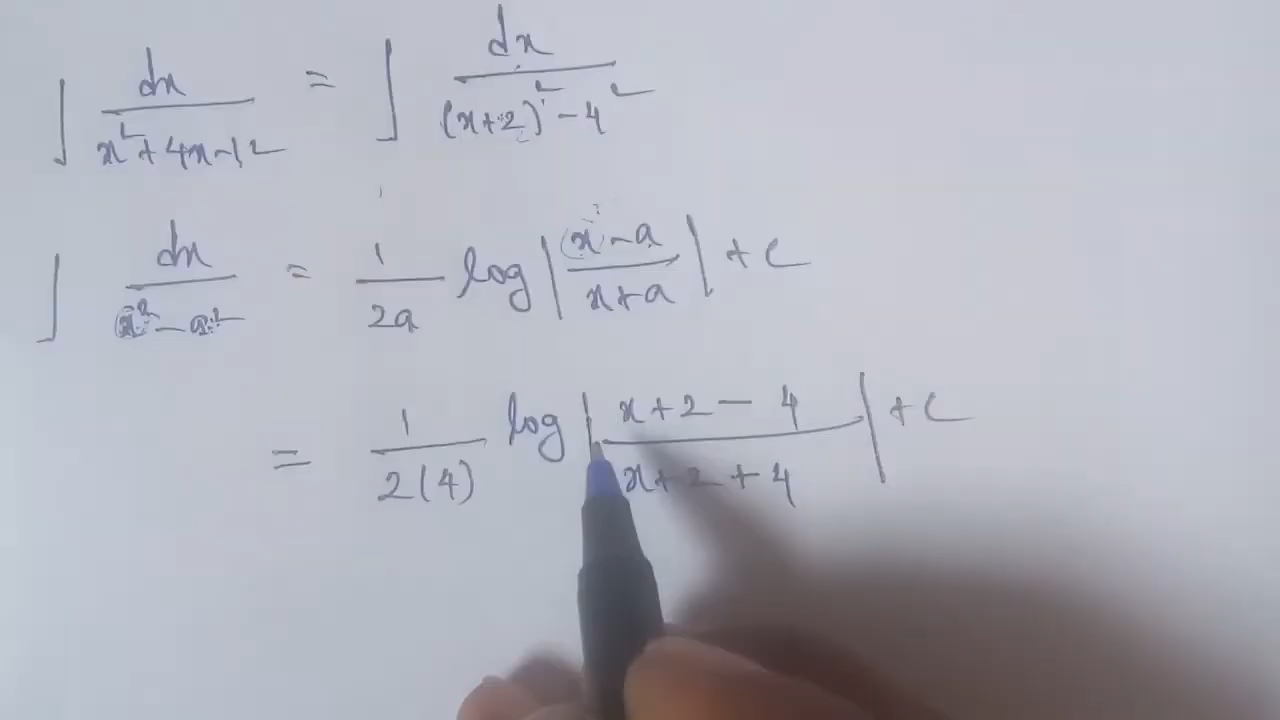 ∫ dx / (x² + 4x - 12) = ∫ dx / ((x+2)² - 4²)
∫ dx / (x² - a²) = 1 / 2a log | (x) - a / x + a | + c
= 1 / 2(4) log | x + 2 - 4 / x + 2 + 4 | + c